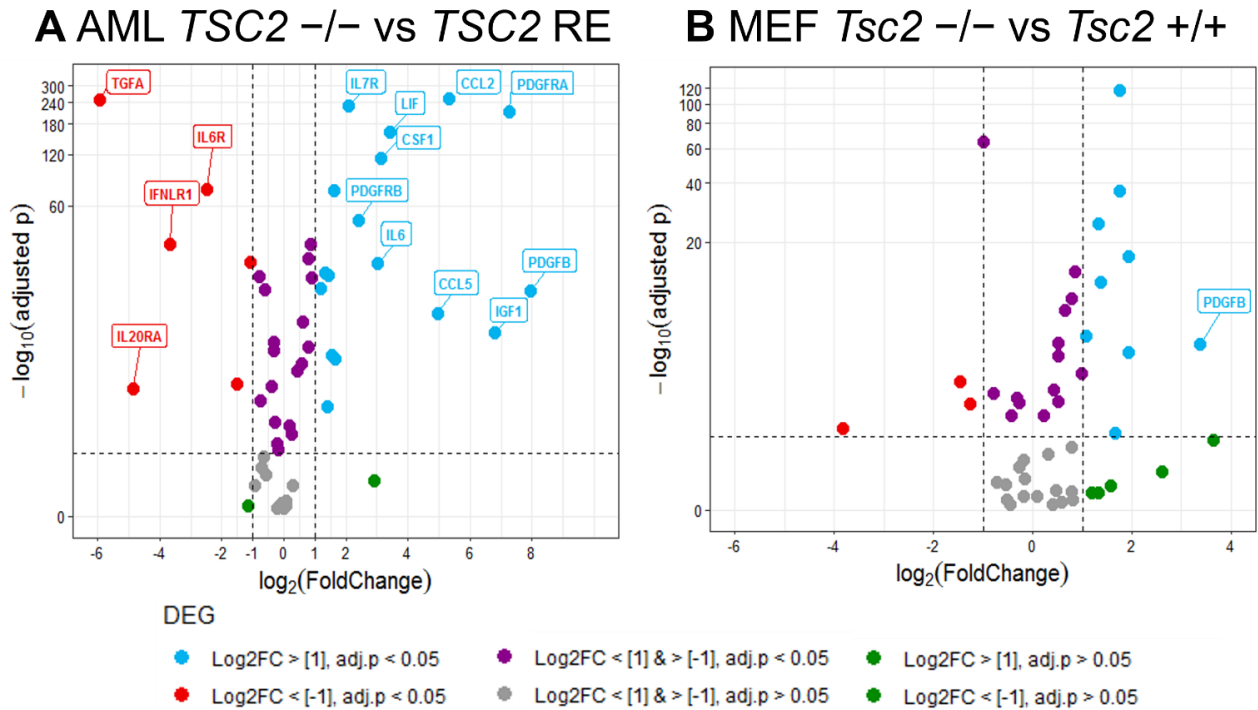 A AML TSC2 −/− vs TSC2 RE
B MEF Tsc2 −/− vs Tsc2 +/+
− log10(adjusted p)
300
240
180
120
60
0
TGFA
IL6R
IFNLR1
IL20RA
IL7R
LIF
CCL2
PDGFRA
CSF1
PDGFRB
IL6
PDGFB
CCL5
IGF1
-6 -4 -2 -1 0 1 2 4 6 8
log2(FoldChange)
− log10(adjusted p)
120
100
80
60
40
20
0
PDGFB
-6 -4 -2 0 2 4
log2(FoldChange)
DEG
Log2FC > [1], adj.p < 0.05
Log2FC < [1] & > [-1], adj.p < 0.05
Log2FC > [1], adj.p > 0.05
Log2FC < [-1], adj.p < 0.05
Log2FC < [1] & > [-1], adj.p > 0.05
Log2FC < [-1], adj.p > 0.05